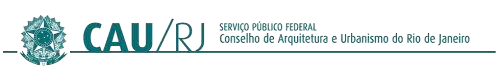 CAU/RJ
SERVIÇO PÚBLICO FEDERAL
Conselho de Arquitetura e Urbanismo do Rio de Janeiro